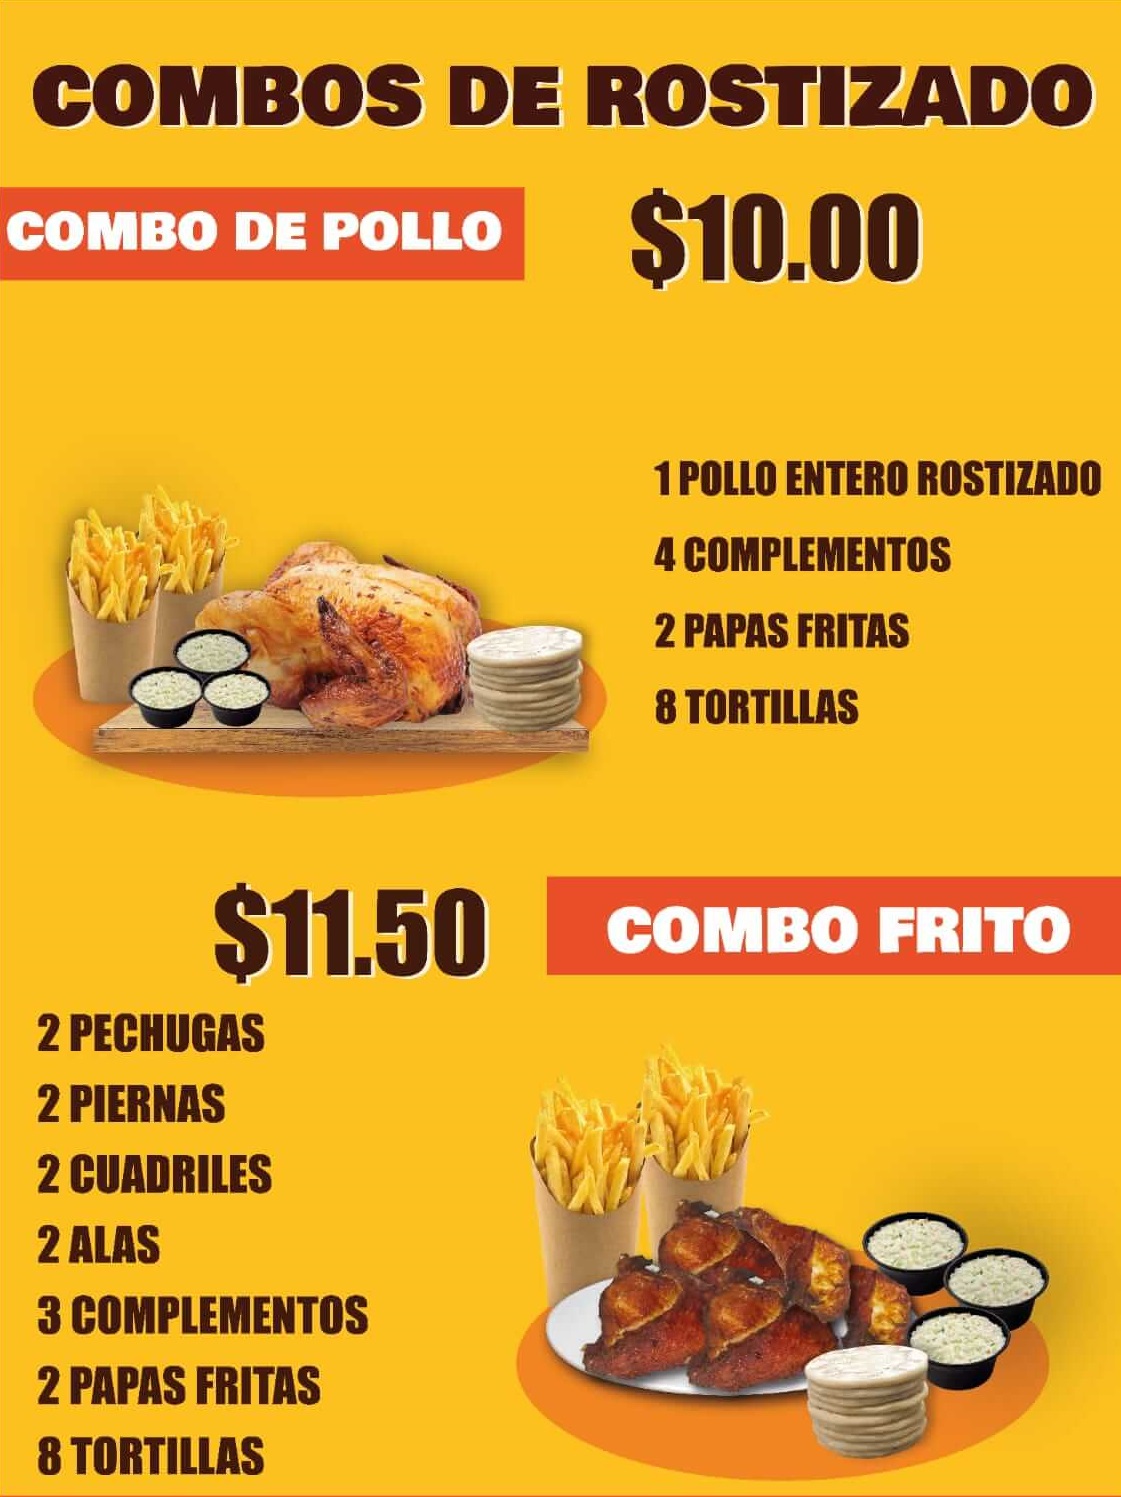 COMBOS DE ROSTIZADO
COMBO DE POLLO
$10.00
1 POLLO ENTERO ROSTIZADO
4 COMPLEMENTOS
2 PAPAS FRITAS
8 TORTILLAS
$11.50
COMBO FRITO
2 PECHUGAS
2 PIERNAS
2 CUADRILES
2 ALAS
3 COMPLEMENTOS
2 PAPAS FRITAS
8 TORTILLAS